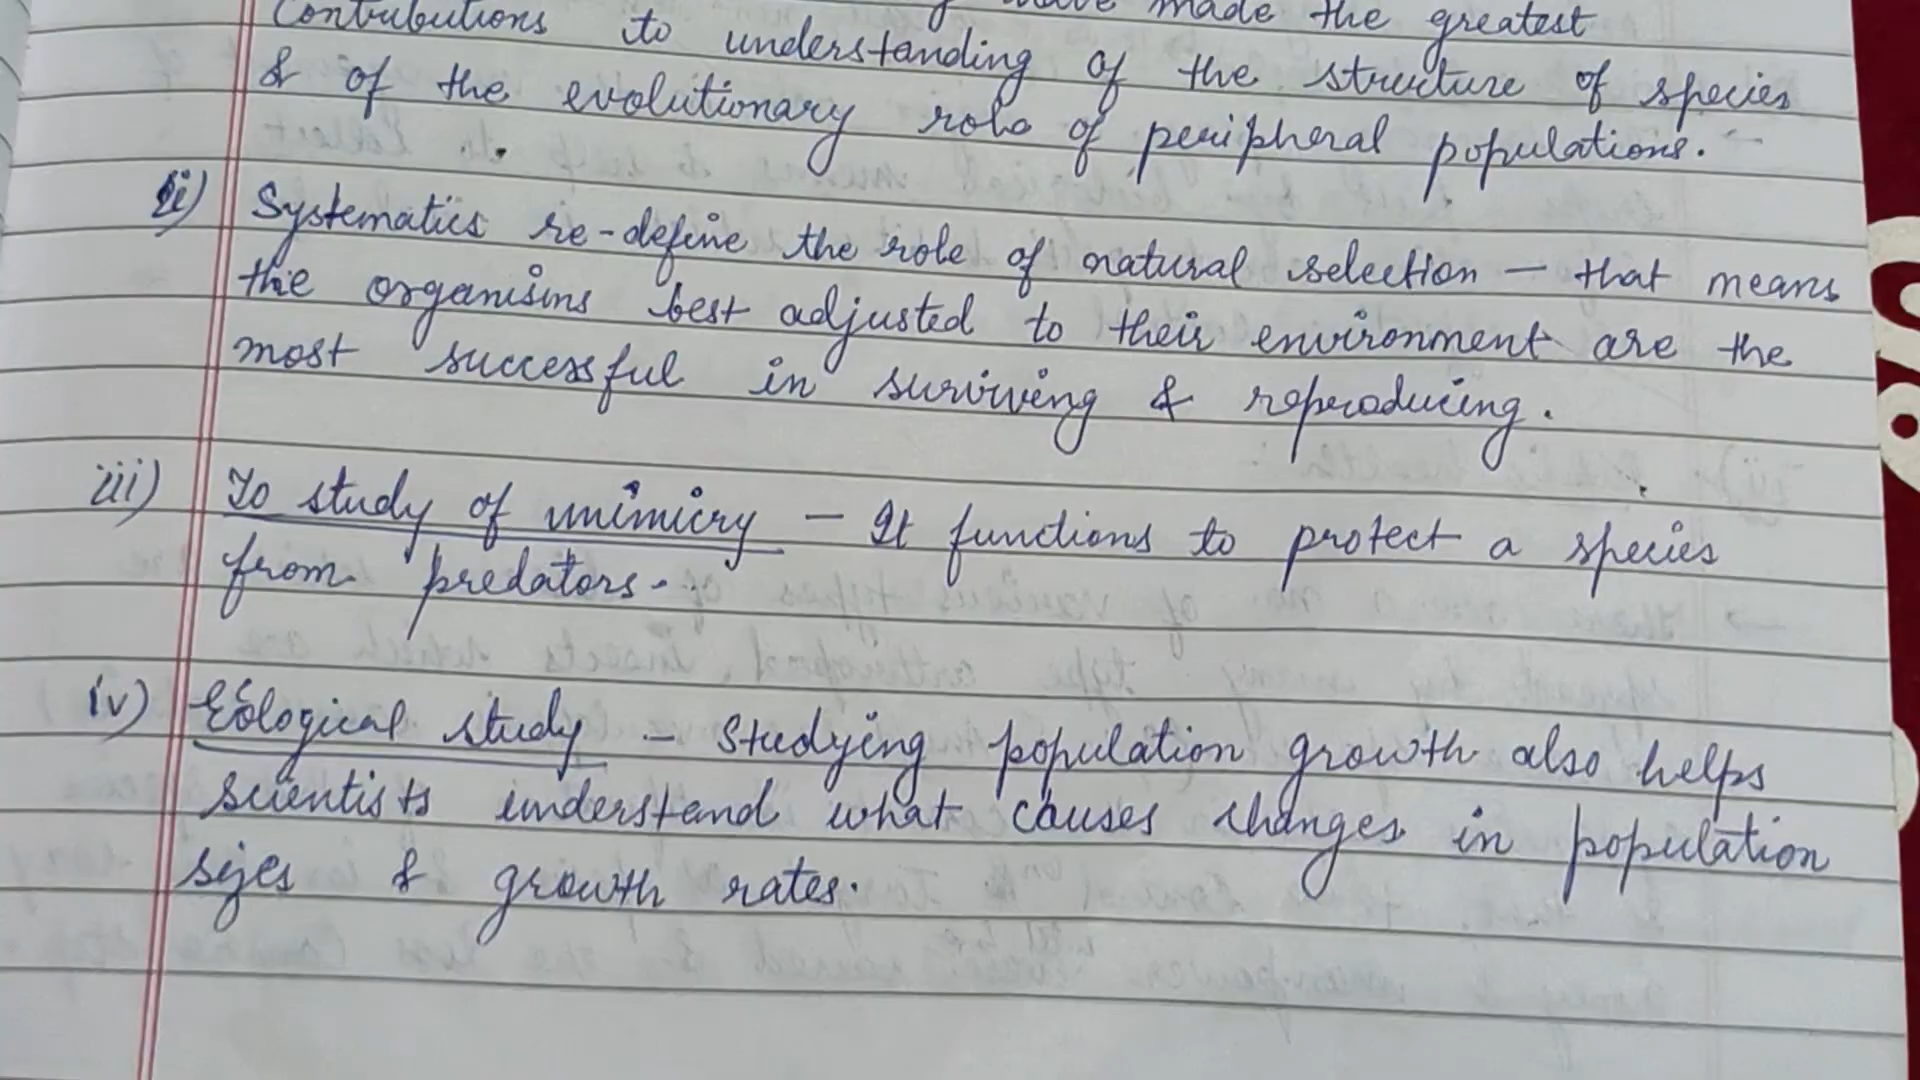 Contributions to understanding of the structure of species
made the greatest
& of the evolutionary role of peripheral populations.
ii) Systematics re-define the role of natural selection — that means
the organisms best adjusted to their environment are the
most successful in surviving & reproducing.
iii) To study of mimicry — It functions to protect a species
from predators.
iv) Ecological study — Studying population growth also helps
scientists understand what causes changes in population
sizes & growth rates.